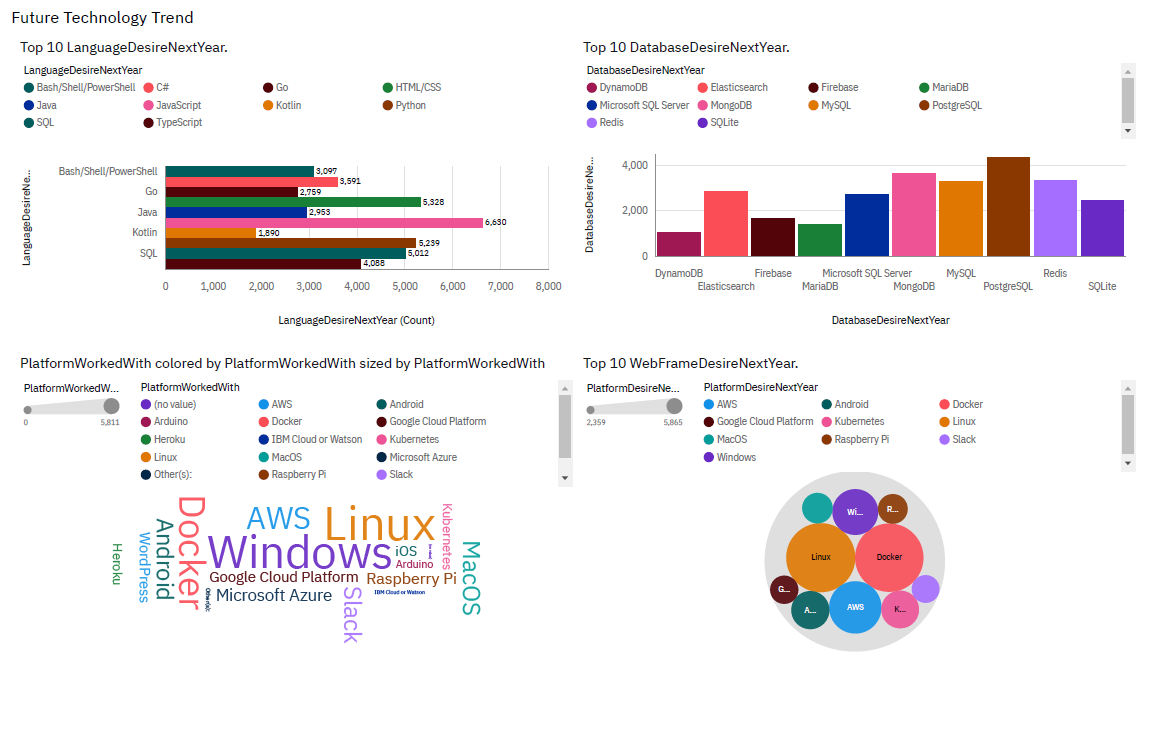 Future Technology Trend
Top 10 LanguageDesireNextYear.
LanguageDesireNextYear
Bash/Shell/PowerShell C# Go HTML/CSS
Java JavaScript Kotlin Python
SQL TypeScript
LanguageDesireNe...
Bash/Shell/PowerShell
Go
Java
Kotlin
SQL
3,097
3,591
2,759
5,328
2,953
6,630
1,890
5,239
5,012
4,088
0 1,000 2,000 3,000 4,000 5,000 6,000 7,000 8,000
LanguageDesireNextYear (Count)
Top 10 DatabaseDesireNextYear.
DatabaseDesireNextYear
DynamoDB Elasticsearch Firebase MariaDB
Microsoft SQL Server MongoDB MySQL PostgreSQL
Redis SQLite
DatabaseDesireNe...
4,000
2,000
0
DynamoDB Firebase Microsoft SQL Server MySQL Redis
Elasticsearch MariaDB MongoDB PostgreSQL SQLite
DatabaseDesireNextYear
PlatformWorkedWith colored by PlatformWorkedWith sized by PlatformWorkedWith
PlatformWorkedW...
0 5,811
PlatformWorkedWith
(no value) AWS Android
Arduino Docker Google Cloud Platform
Heroku IBM Cloud or Watson Kubernetes
Linux MacOS Microsoft Azure
Other(s): Raspberry Pi Slack
Heroku
WordPress
Android
Docker
AWS
Linux
Kubernetes
Windows
iOS
Arduino
MacOS
Google Cloud Platform
Raspberry Pi
Other(s):
Microsoft Azure
IBM Cloud or Watson
Slack
Top 10 WebFrameDesireNextYear.
PlatformDesireNe...
2,359 5,865
PlatformDesireNextYear
AWS Android Docker
Google Cloud Platform Kubernetes Linux
MacOS Raspberry Pi Slack
Windows
Wi...
R...
Linux
Docker
G...
A...
AWS
K...